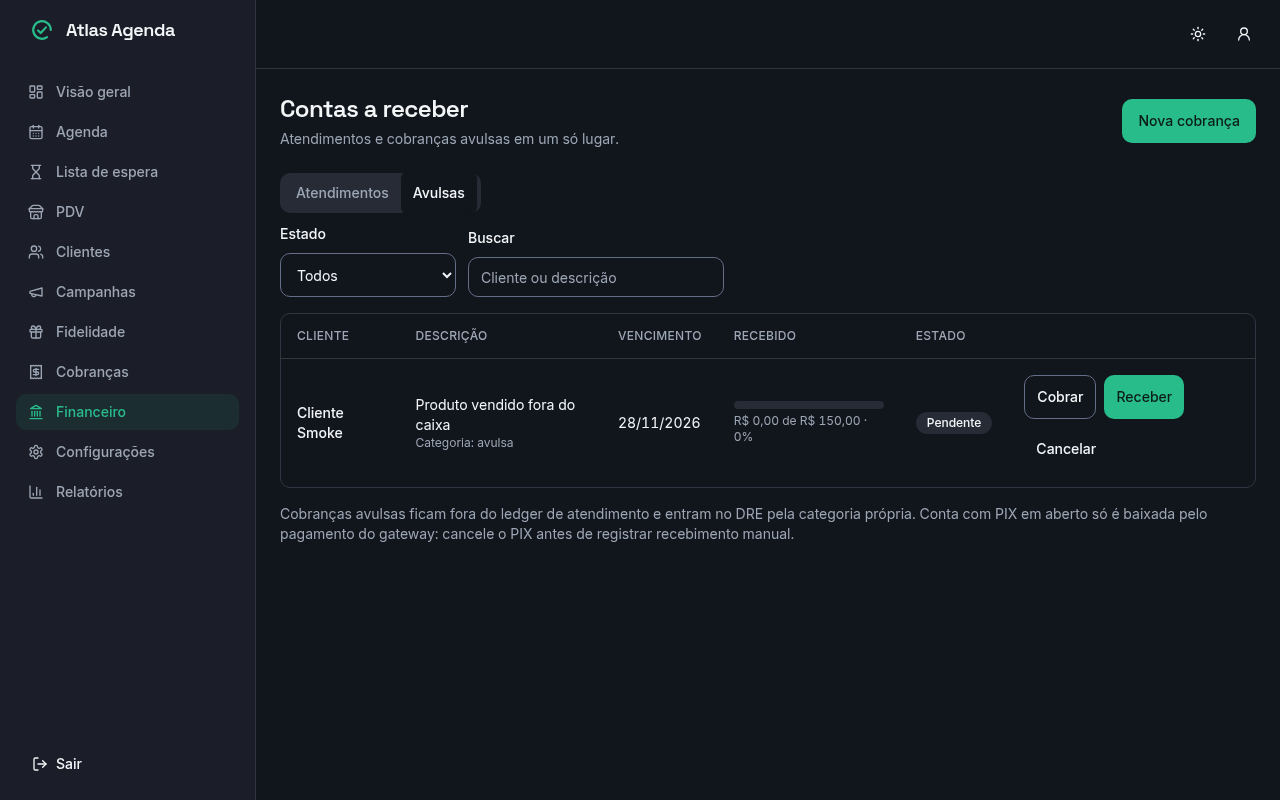 Atlas Agenda
Visão geral
Agenda
Lista de espera
PDV
Clientes
Campanhas
Fidelidade
Cobranças
Financeiro
Configurações
Relatórios
Sair
Contas a receber
Atendimentos e cobranças avulsas em um só lugar.
Nova cobrança
Atendimentos
Avulsas
Estado
Todos
Buscar
Cliente ou descrição
CLIENTE DESCRIÇÃO VENCIMENTO RECEBIDO ESTADO
Cliente
Smoke
Produto vendido fora do
caixa
Categoria: avulsa
28/11/2026
R$ 0,00 de R$ 150,00 ·
0%
Pendente
Cobrar
Receber
Cancelar
Cobranças avulsas ficam fora do ledger de atendimento e entram no DRE pela categoria própria. Conta com PIX em aberto só é baixada pelo
pagamento do gateway: cancele o PIX antes de registrar recebimento manual.